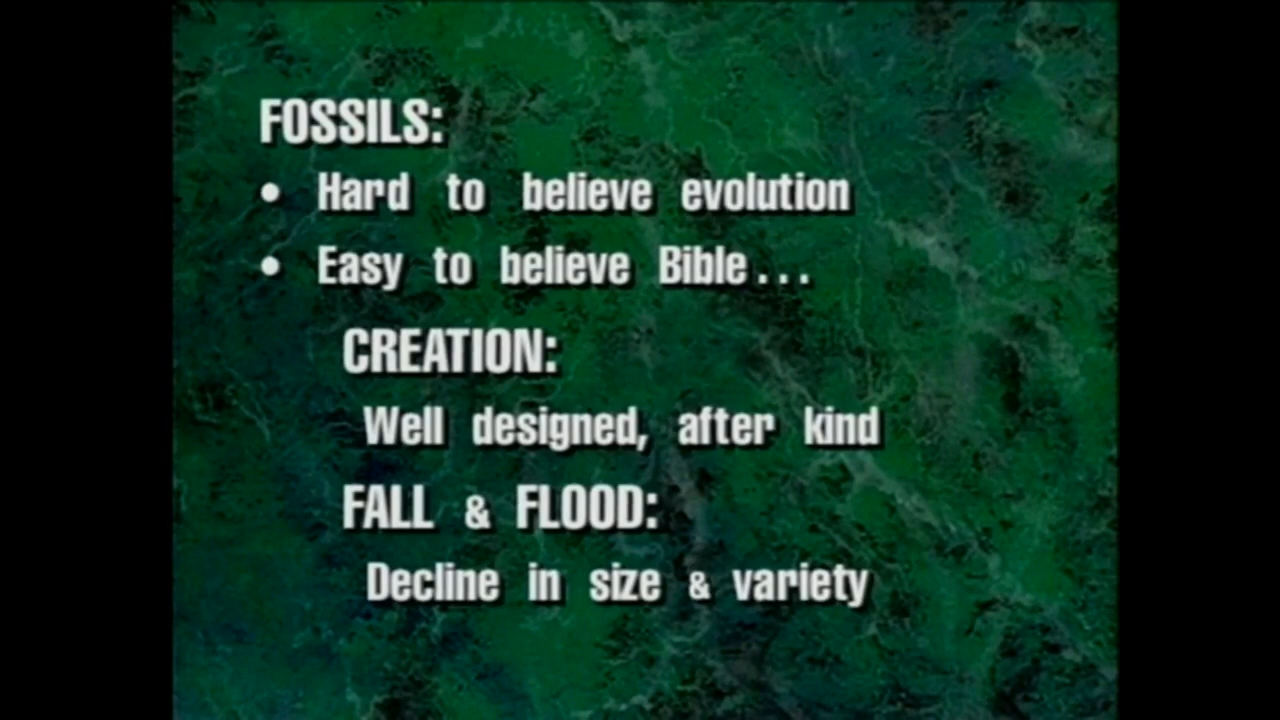 FOSSILS:
• Hard to believe evolution
• Easy to believe Bible...
CREATION:
Well designed, after kind
FALL & FLOOD:
Decline in size & variety